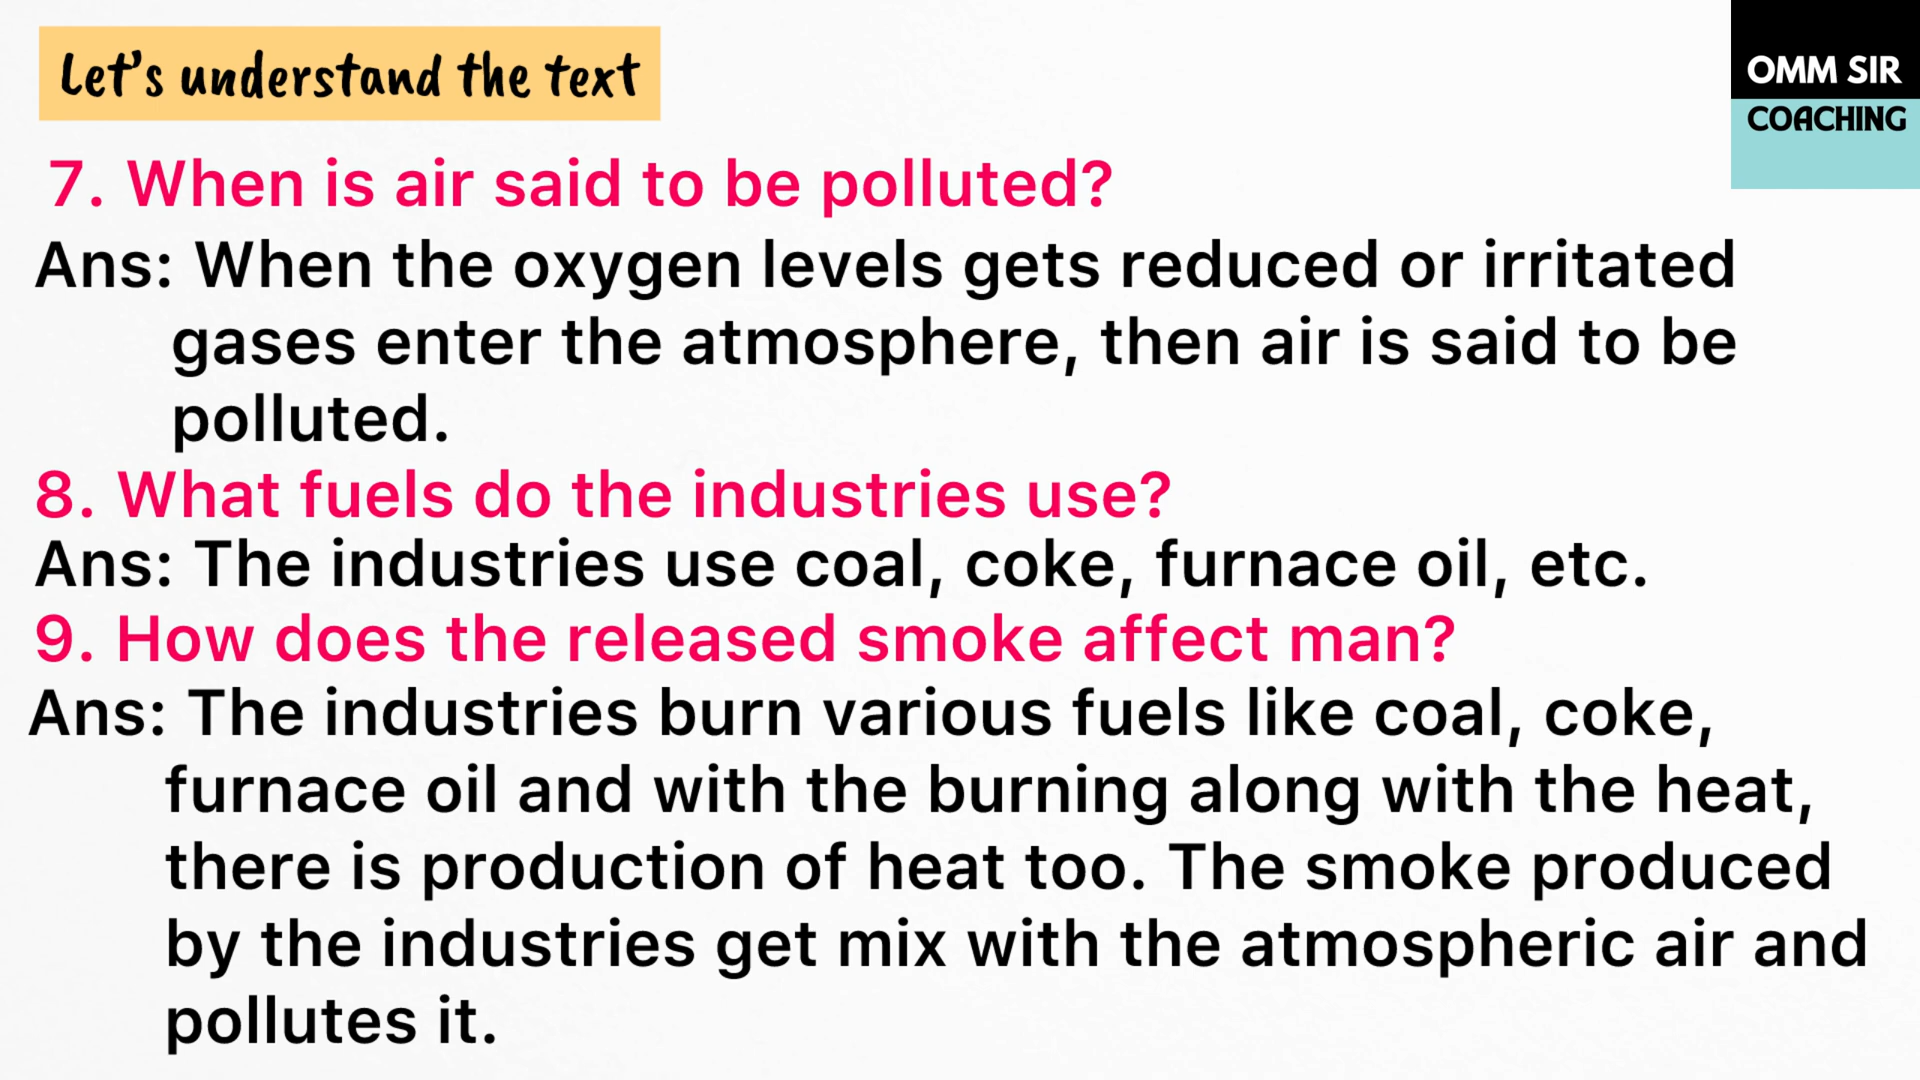 Let's understand the text
OMM SIR
COACHING
7. When is air said to be polluted?
Ans: When the oxygen levels gets reduced or irritated
gases enter the atmosphere, then air is said to be
polluted.
8. What fuels do the industries use?
Ans: The industries use coal, coke, furnace oil, etc.
9. How does the released smoke affect man?
Ans: The industries burn various fuels like coal, coke,
furnace oil and with the burning along with the heat,
there is production of heat too. The smoke produced
by the industries get mix with the atmospheric air and
pollutes it.